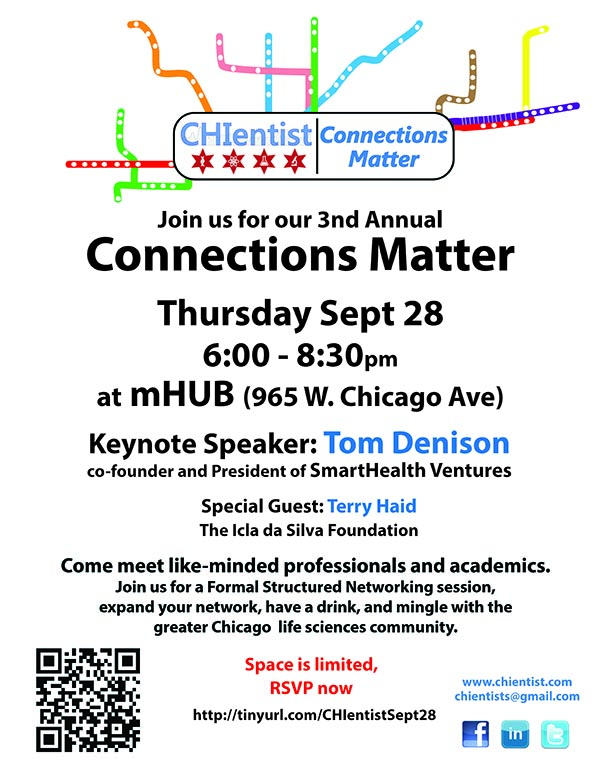 CHIentist
Connections
Matter
Join us for our 3nd Annual
Connections Matter
Thursday Sept 28
6:00 - 8:30pm
at mHUB (965 W. Chicago Ave)
Keynote Speaker: Tom Denison
co-founder and President of SmartHealth Ventures
Special Guest: Terry Haid
The Icla da Silva Foundation
Come meet like-minded professionals and academics.
Join us for a Formal Structured Networking session,
expand your network, have a drink, and mingle with the
greater Chicago life sciences community.
Space is limited,
RSVP now
http://tinyurl.com/CHIentistSept28
www.chientist.com
chientists@gmail.com
f in t